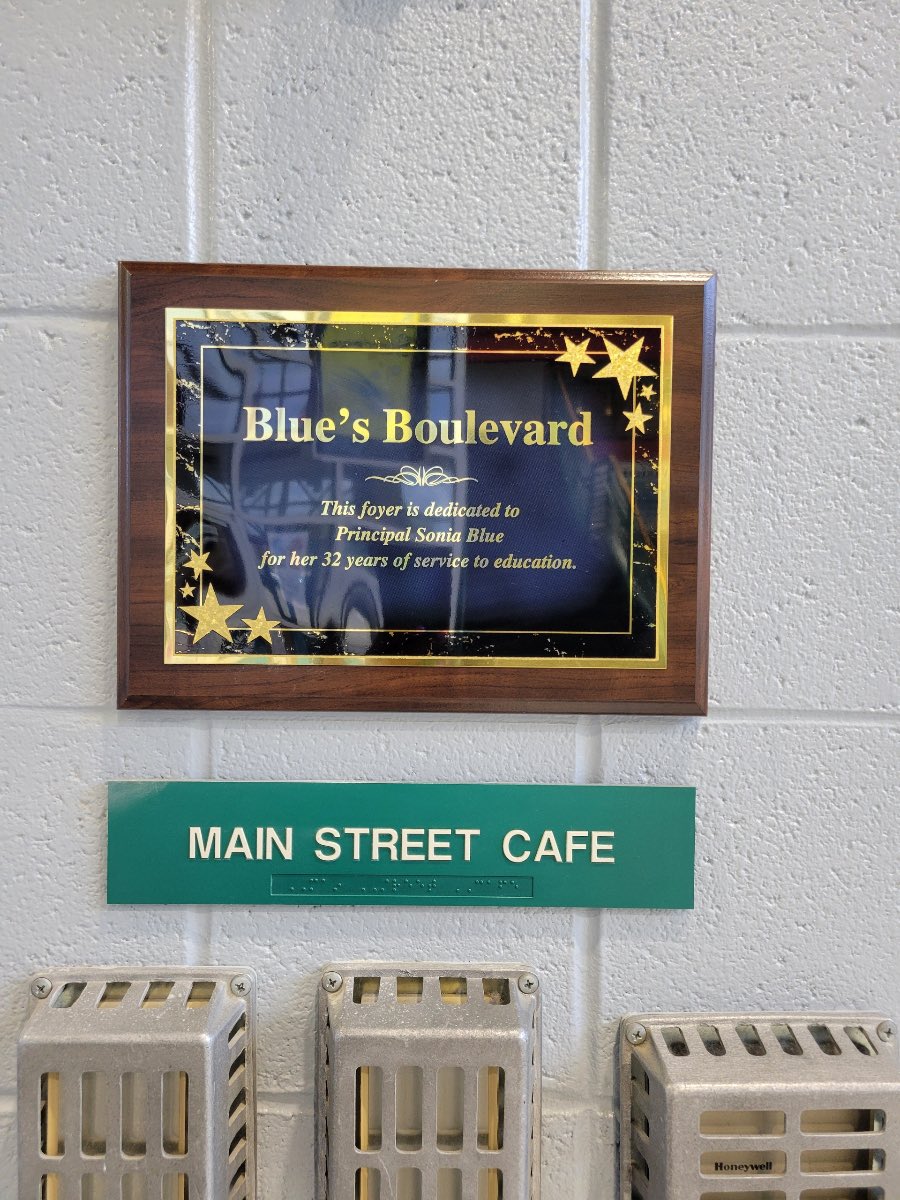 Blue's Boulevard
This foyer is dedicated to
Principal Sonia Blue
for her 32 years of service to education.
MAIN STREET CAFE
Honeywell